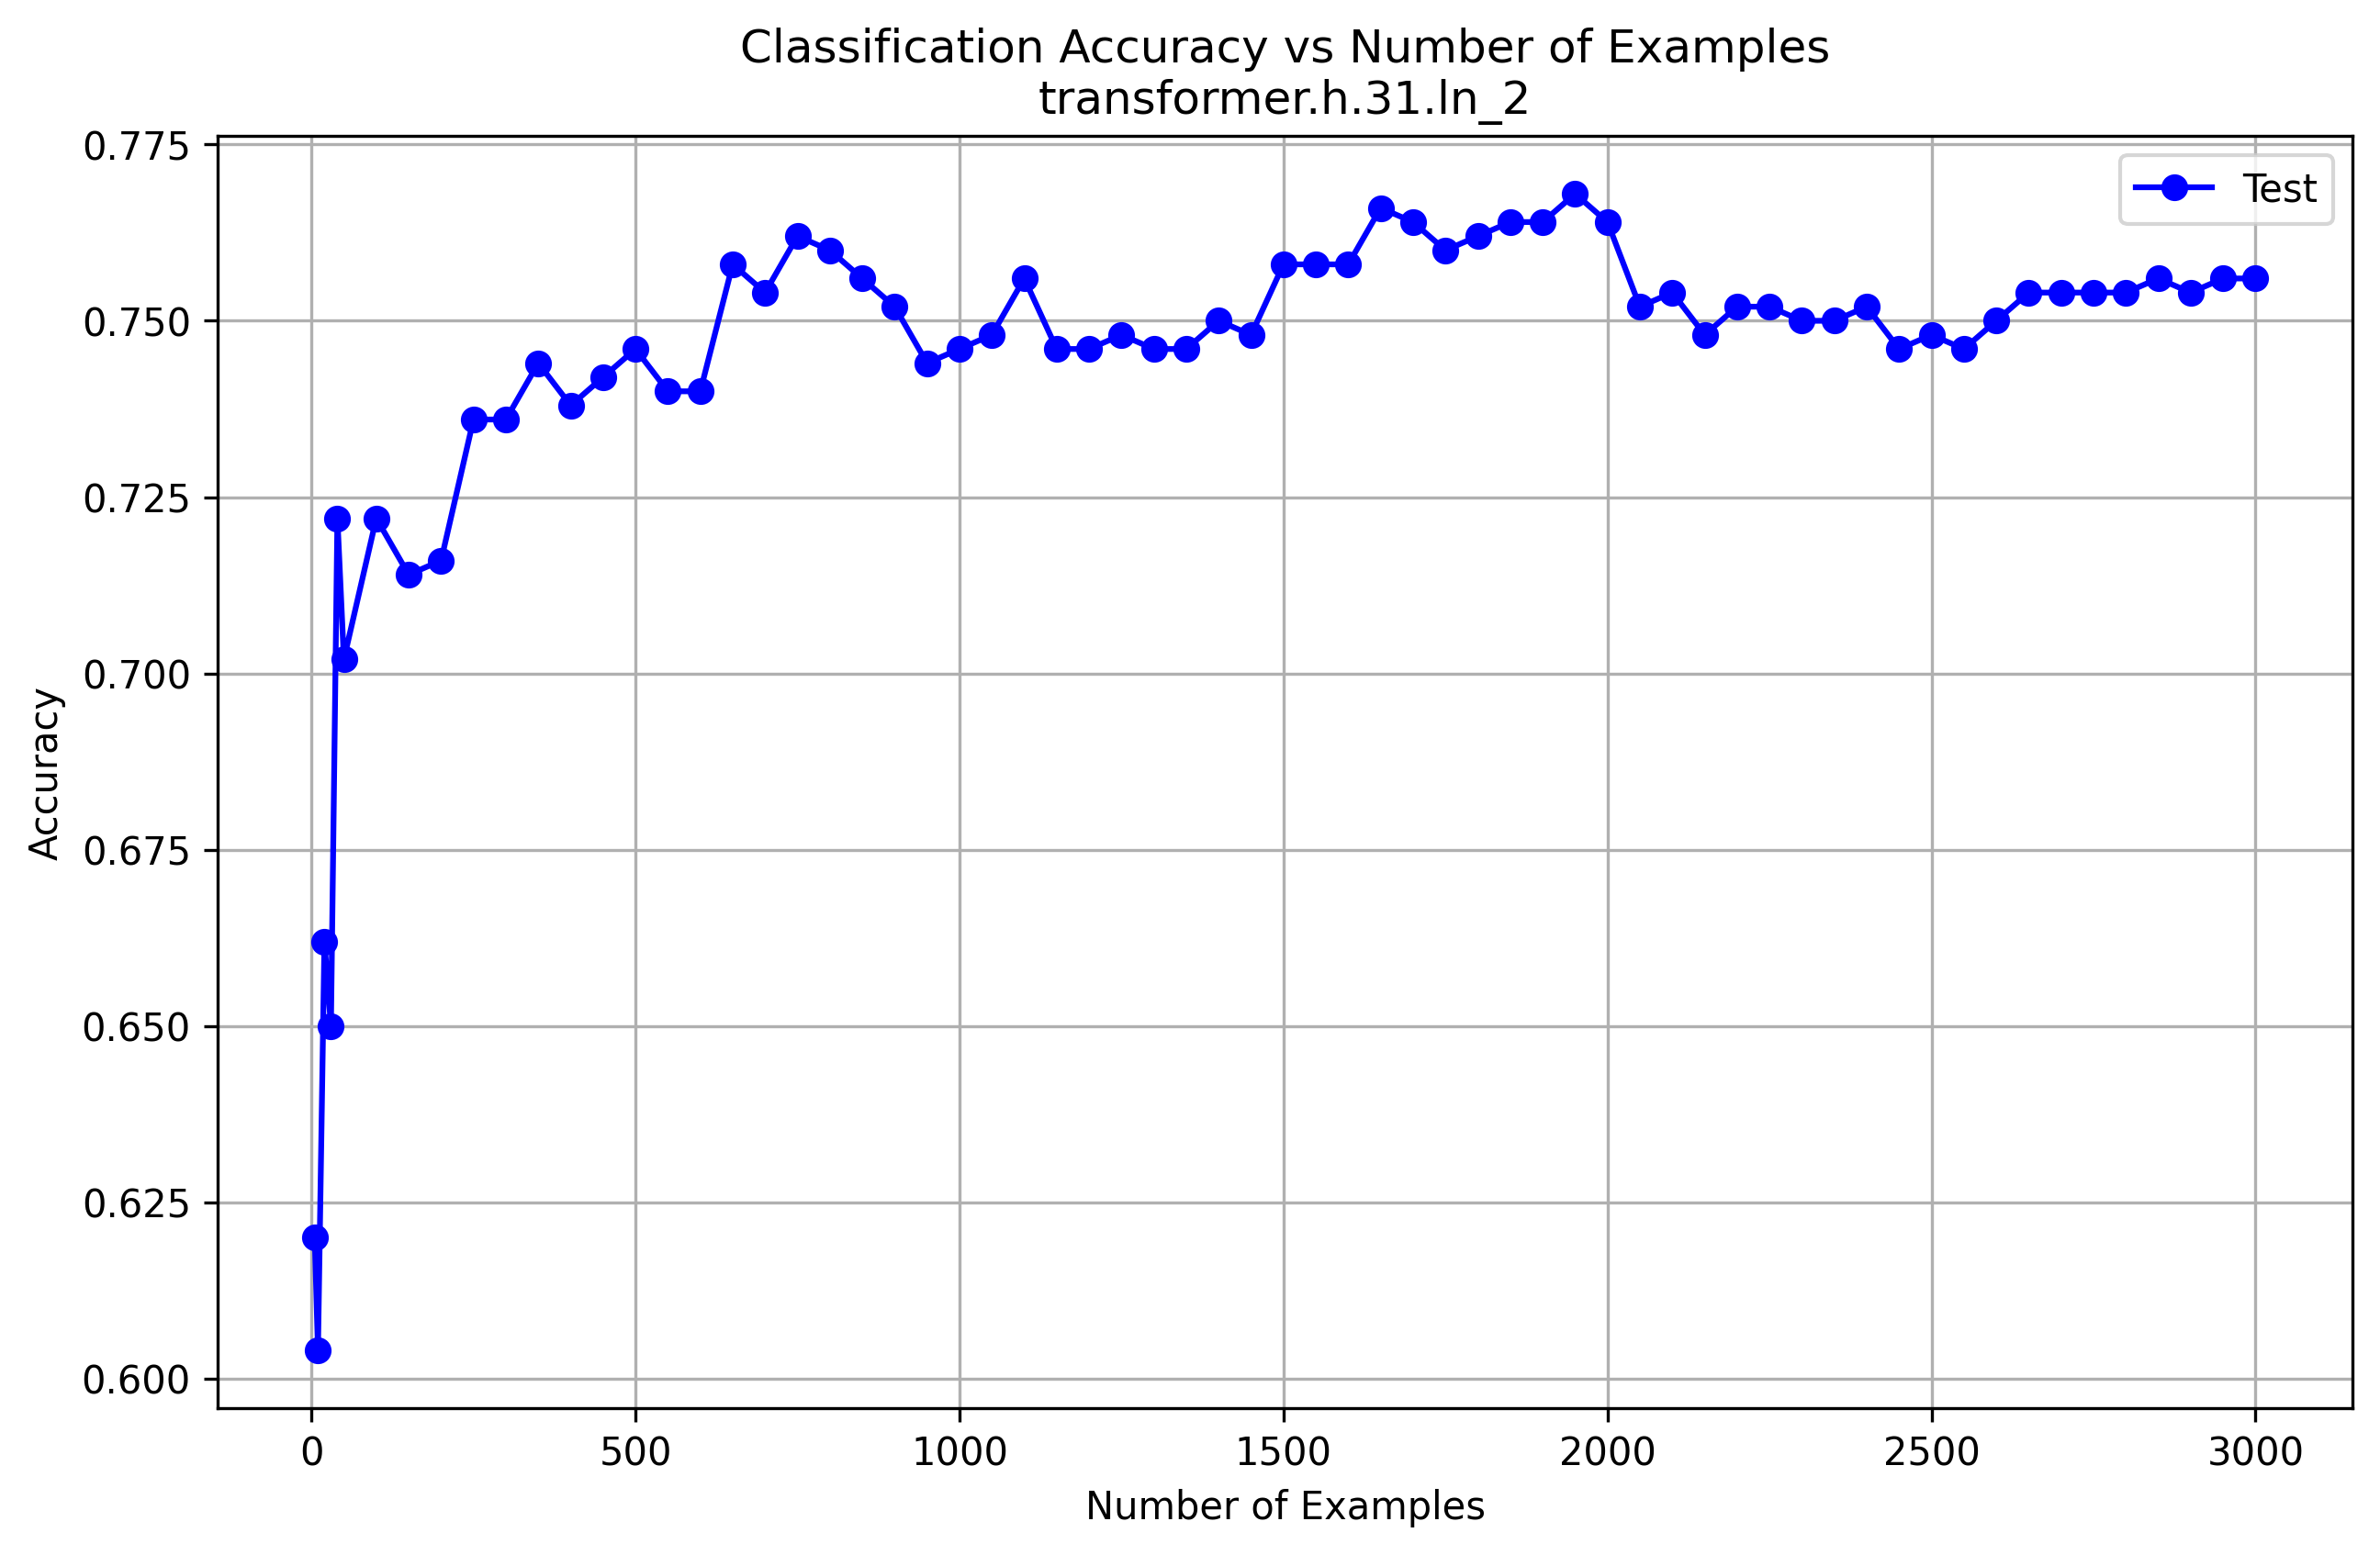 Classification Accuracy vs Number of Examples
transformer.h.31.ln_2
Test
Accuracy
0.775
0.750
0.725
0.700
0.675
0.650
0.625
0.600
0 500 1000 1500 2000 2500 3000
Number of Examples